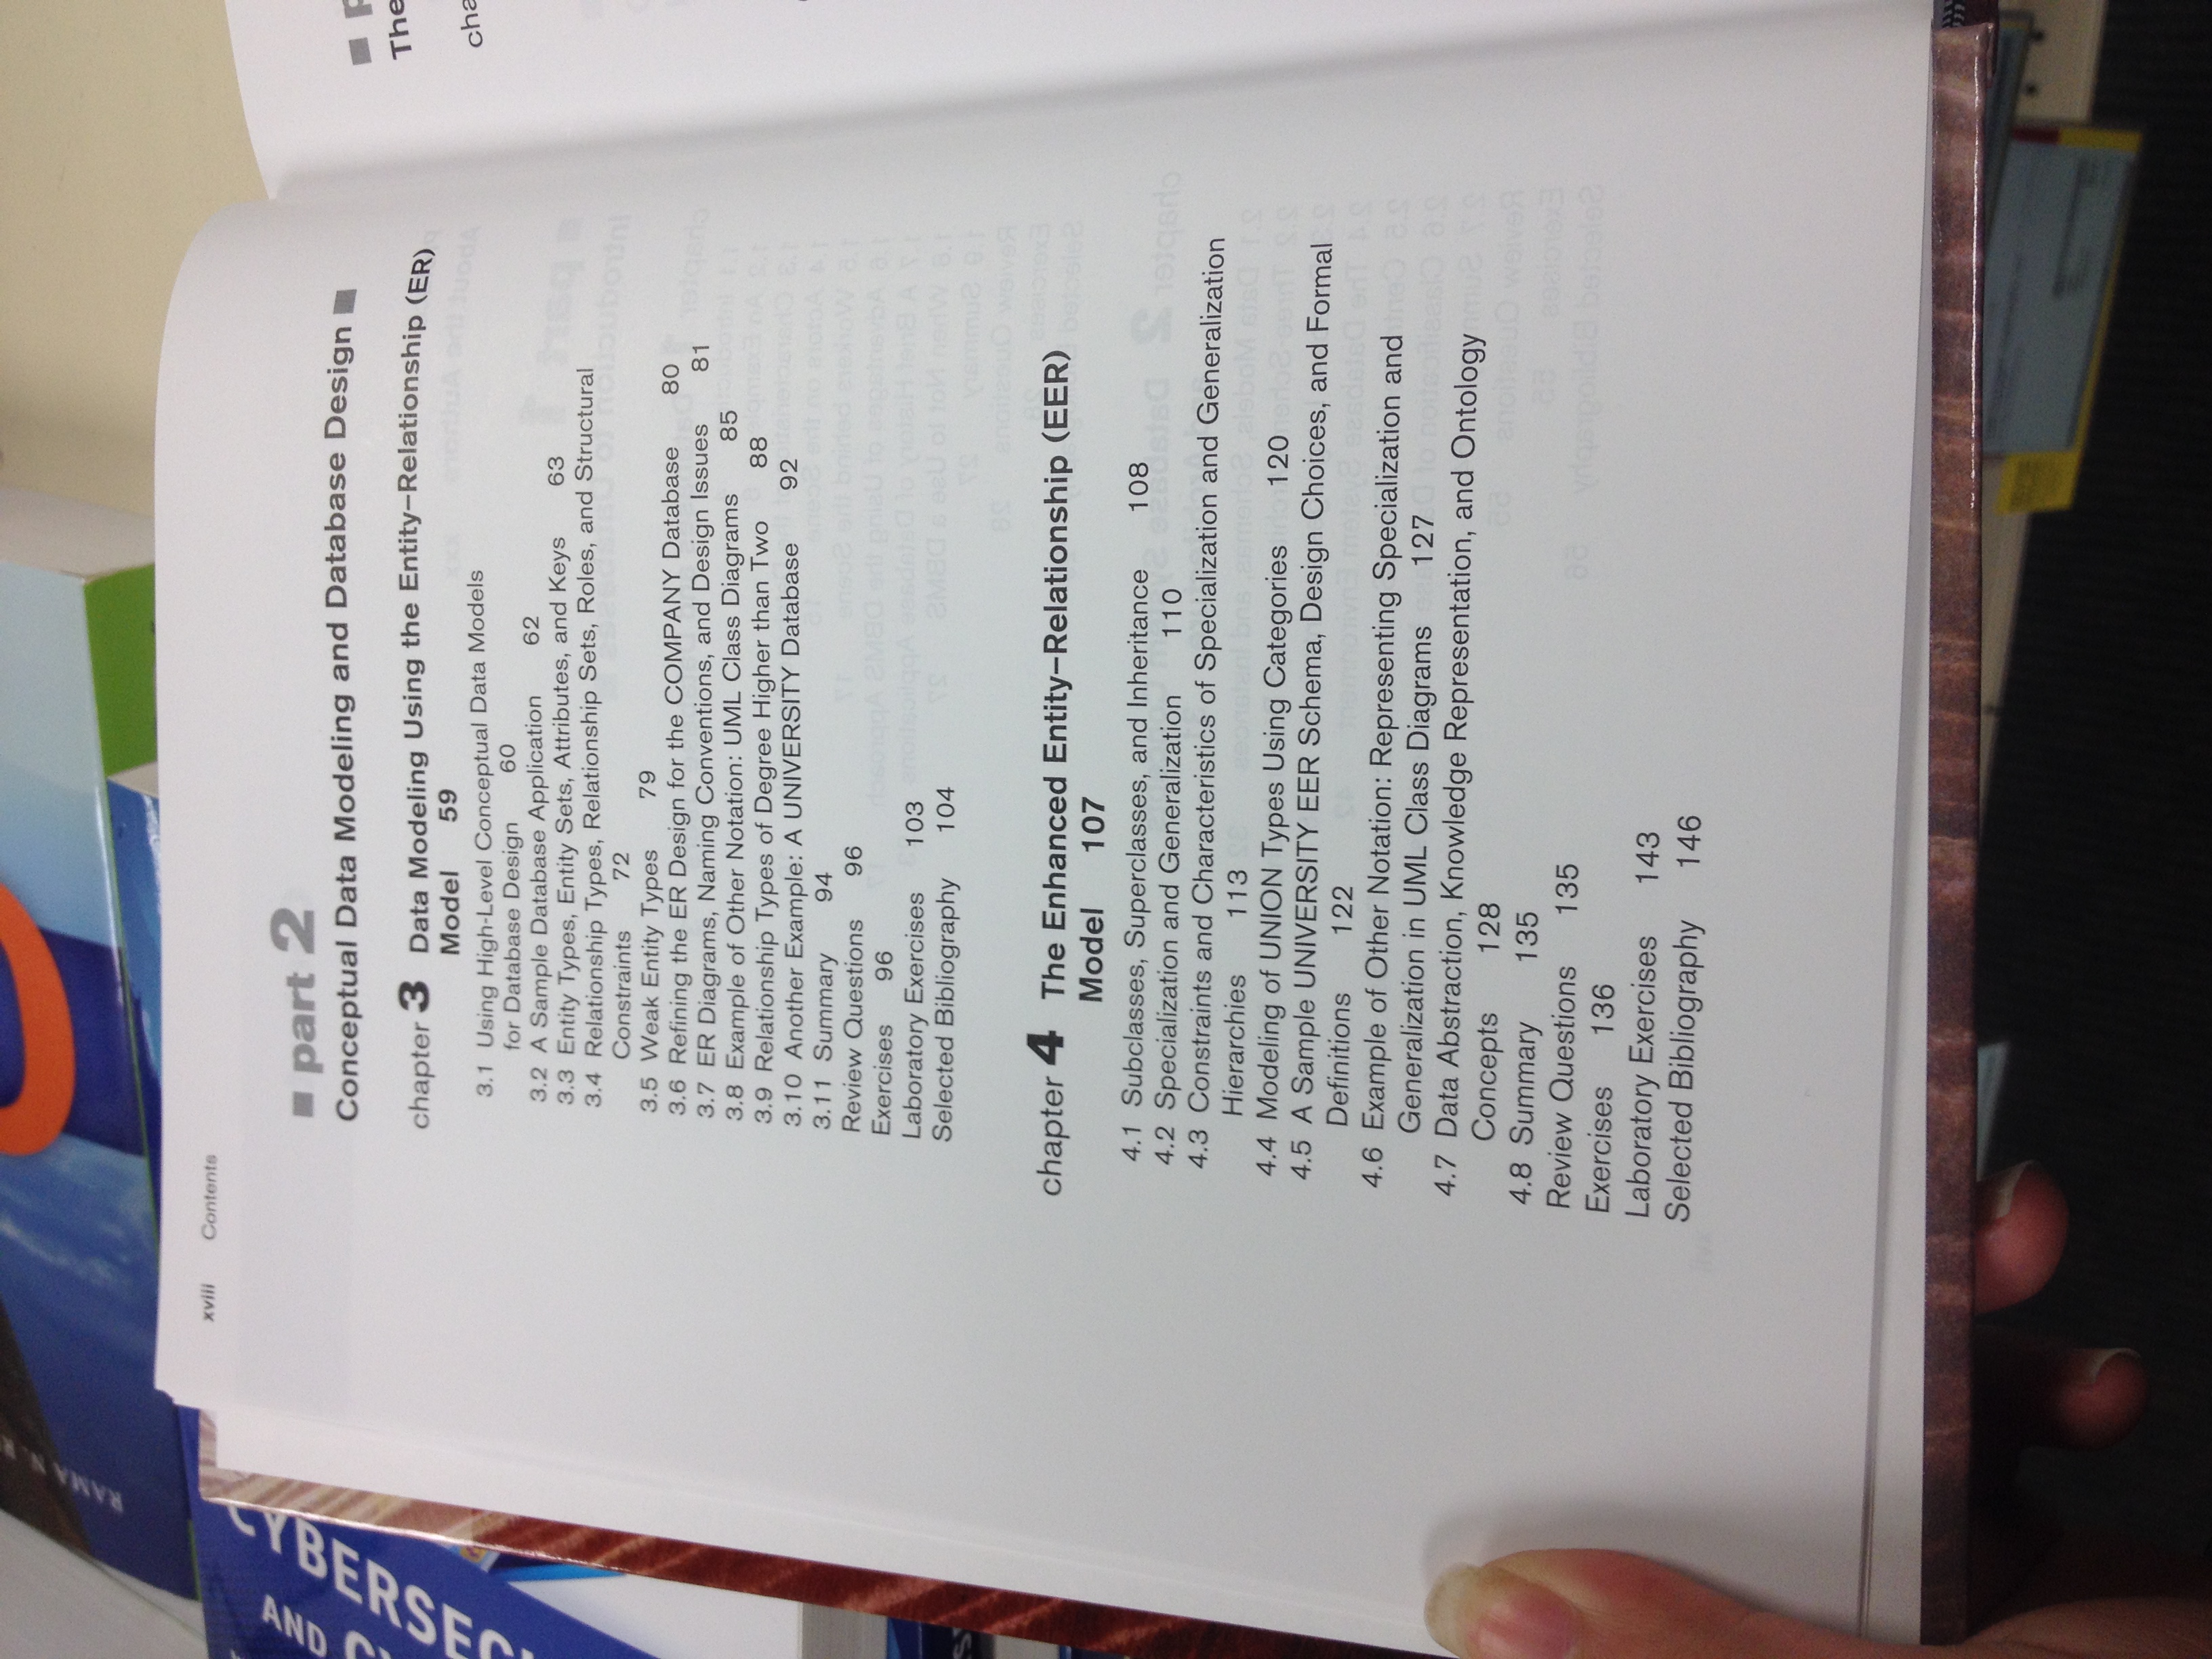 RAMA N.
CYBERSEC
AND
xviii Contents
part 2
Conceptual Data Modeling and Database Design
chapter 3 Data Modeling Using the Entity–Relationship (ER)
Model 59
3.1 Using High-Level Conceptual Data Models
for Database Design 60
3.2 A Sample Database Application 62
3.3 Entity Types, Entity Sets, Attributes, and Keys 63
3.4 Relationship Types, Relationship Sets, Roles, and Structural
Constraints 72
3.5 Weak Entity Types 79
3.6 Refining the ER Design for the COMPANY Database 80
3.7 ER Diagrams, Naming Conventions, and Design Issues 81
3.8 Example of Other Notation: UML Class Diagrams 85
3.9 Relationship Types of Degree Higher than Two 88
3.10 Another Example: A UNIVERSITY Database 92
3.11 Summary 94
Review Questions 96
Exercises 96
Laboratory Exercises 103
Selected Bibliography 104
chapter 4 The Enhanced Entity–Relationship (EER)
Model 107
4.1 Subclasses, Superclasses, and Inheritance 108
4.2 Specialization and Generalization 110
4.3 Constraints and Characteristics of Specialization and Generalization
Hierarchies 113
4.4 Modeling of UNION Types Using Categories 120
4.5 A Sample UNIVERSITY EER Schema, Design Choices, and Formal
Definitions 122
4.6 Example of Other Notation: Representing Specialization and
Generalization in UML Class Diagrams 127
4.7 Data Abstraction, Knowledge Representation, and Ontology
Concepts 128
4.8 Summary 135
Review Questions 135
Exercises 136
Laboratory Exercises 143
Selected Bibliography 146
The
cha